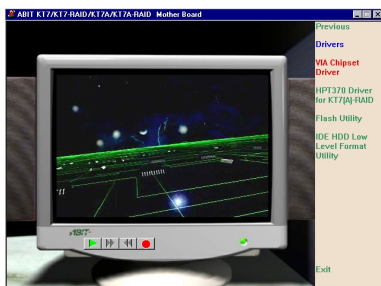 ABIT KT7/KT7-RAID/KT7A/KT7A-RAID Mother Board
Previous
Drivers
VIA Chipset
Driver
HPT370 Driver
for KT7(A)-RAID
Flash Utility
IDE HDD Low
Level Format
Utility
ABIT
Exit